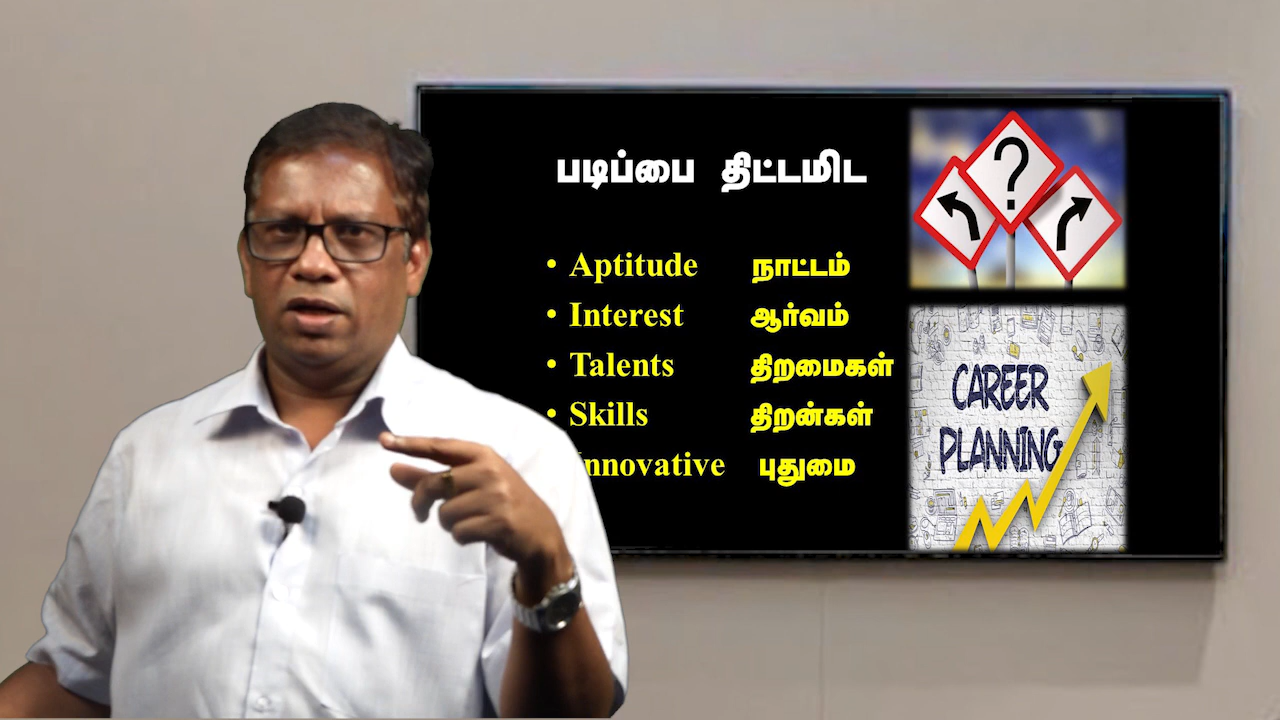 படிப்பை திட்டமிட
?
• Aptitude நாட்டம்
• Interest ஆர்வம்
• Talents திறமைகள்
• Skills திறன்கள்
nnovative புதுமை
CAREER
PLANNING